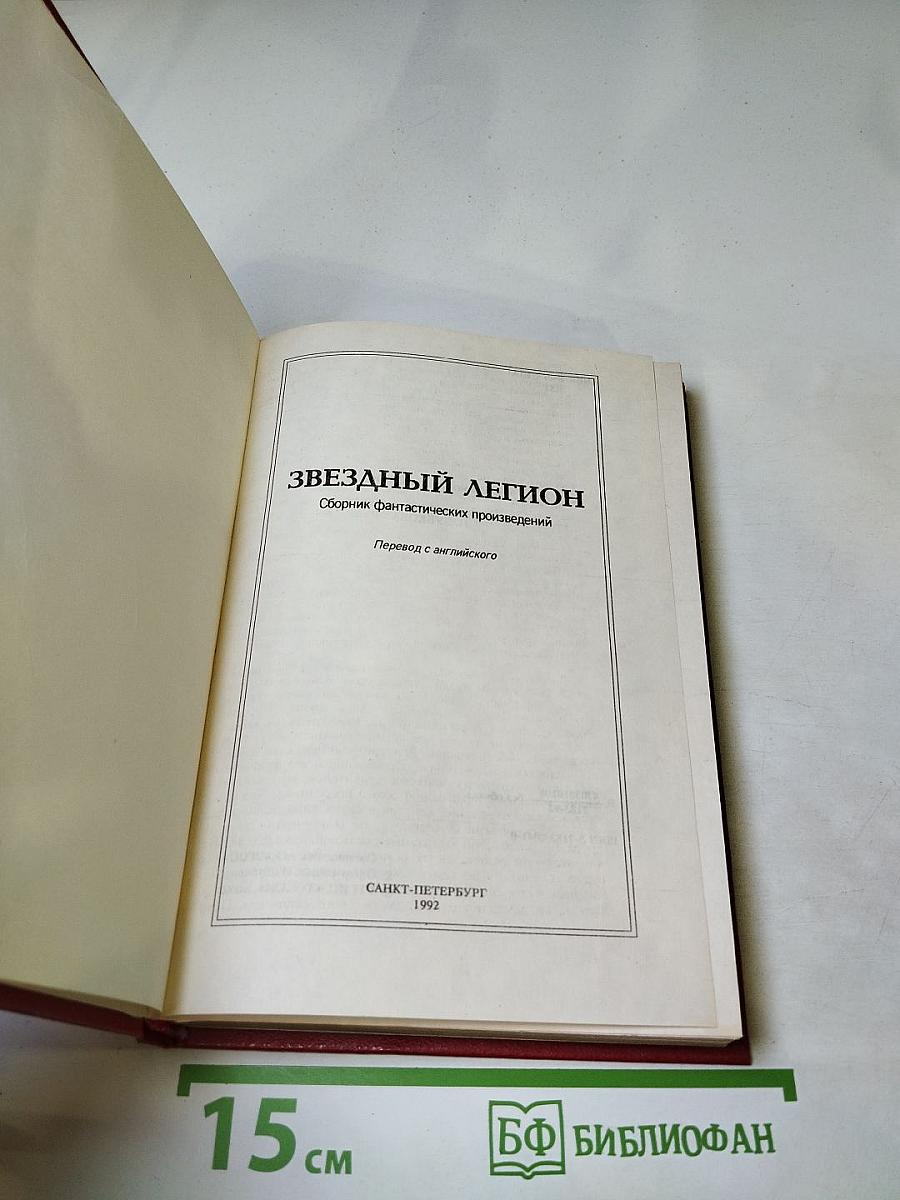 ЗВЕЗДНЫЙ ЛЕГИОН
Сборник фантастических произведений
Перевод с английского
САНКТ-ПЕТЕРБУРГ
1992
15 см
БФ БИБЛИОФАН